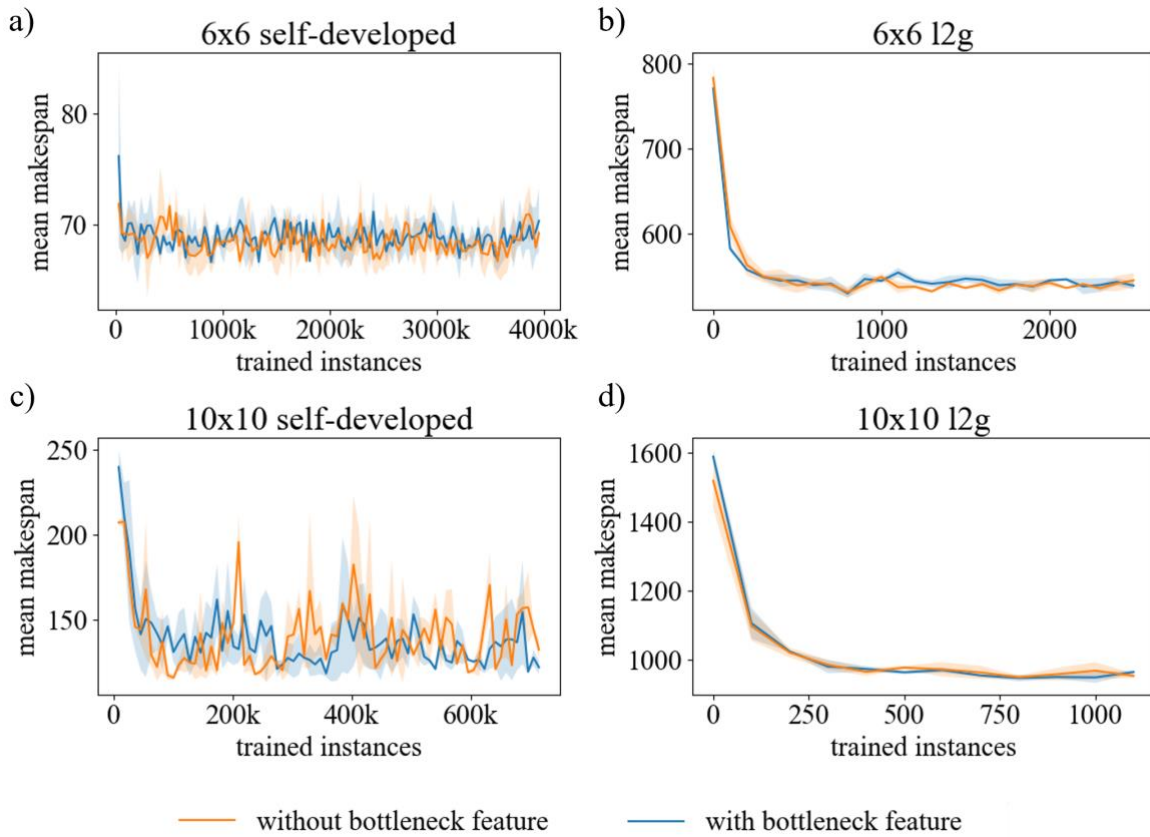 a)
6x6 self-developed
mean makespan
80
70
0 1000k 2000k 3000k 4000k
trained instances
b)
6x6 l2g
mean makespan
800
700
600
0 1000 2000
trained instances
c)
10x10 self-developed
mean makespan
250
200
150
0 200k 400k 600k
trained instances
d)
10x10 l2g
mean makespan
1600
1400
1200
1000
0 250 500 750 1000
trained instances
without bottleneck feature with bottleneck feature